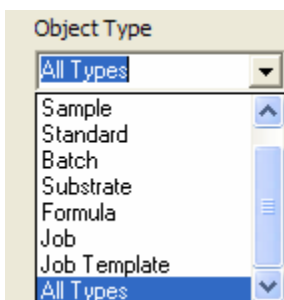 Object Type
All Types
Sample
Standard
Batch
Substrate
Formula
Job
Job Template
All Types